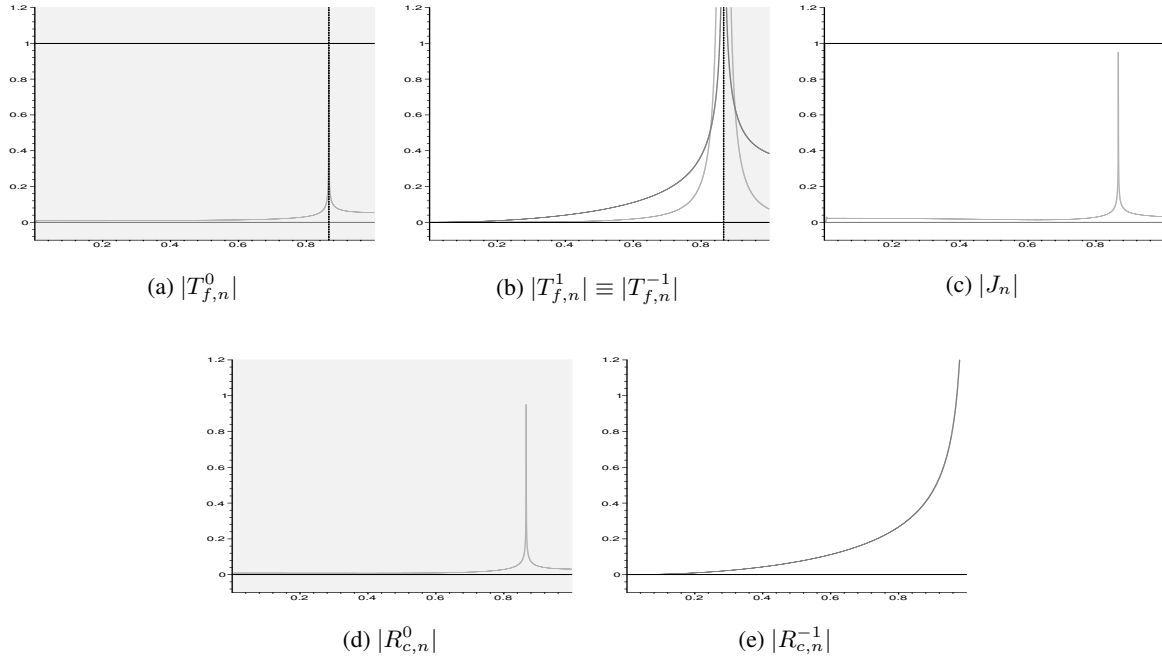 1.2 1.2 1.2
1 1 1
0.8 0.8 0.8
0.6 0.6 0.6
0.4 0.4 0.4
0.2 0.2 0.2
0 0 0
0.2 0.4 0.6 0.8 0.2 0.4 0.6 0.8 0.2 0.4 0.6 0.8
(a) |T^0_{f,n}| (b) |T^1_{f,n}| ≡ |T^{-1}_{f,n}| (c) |J_n|
1.2 1.2
1 1
0.8 0.8
0.6 0.6
0.4 0.4
0.2 0.2
0 0
0.2 0.4 0.6 0.8 0.2 0.4 0.6 0.8
(d) |R^0_{c,n}| (e) |R^{-1}_{c,n}|